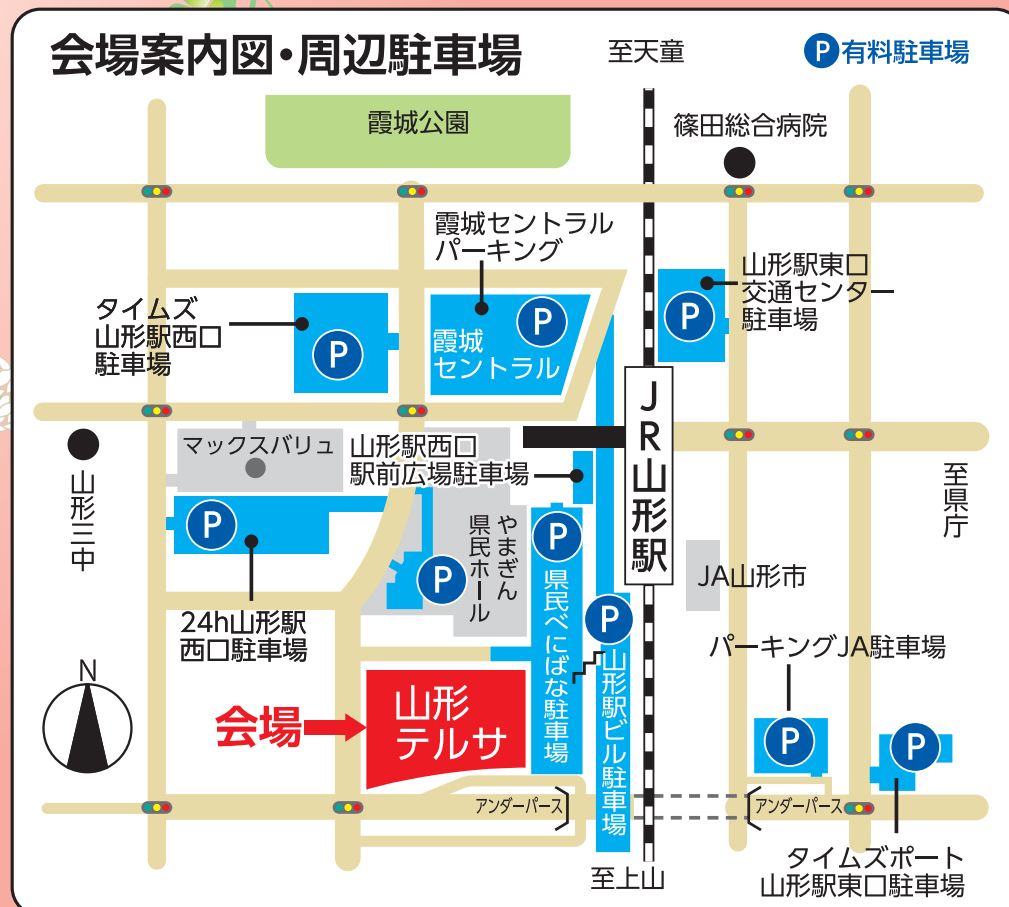 会場案内図・周辺駐車場
至天童
P 有料駐車場
霞城公園
篠田総合病院
霞城セントラル
パーキング
山形駅東口
交通センター
駐車場
タイムズ
山形駅西口
駐車場
P
P
P
霞城
セントラル
JR山形駅
マックスバリュ
山形駅西口
駅前広場駐車場
山形三中
至県庁
P
P
P
やまぎん
県民ホール
県民べにばな駐車場
JA山形市
24h山形駅
西口駐車場
P
山形駅ビル駐車場
パーキングJA駐車場
N
会場
山形
テルサ
P
P
アンダーパース
アンダーパース
至上山
タイムズポート
山形駅東口駐車場